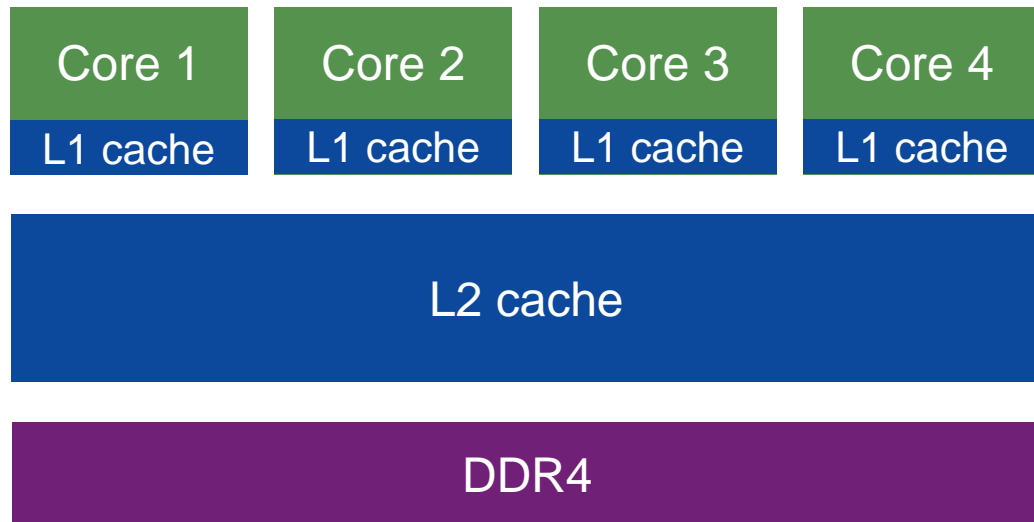 Core 1 Core 2 Core 3 Core 4
L1 cache L1 cache L1 cache L1 cache
L2 cache
DDR4